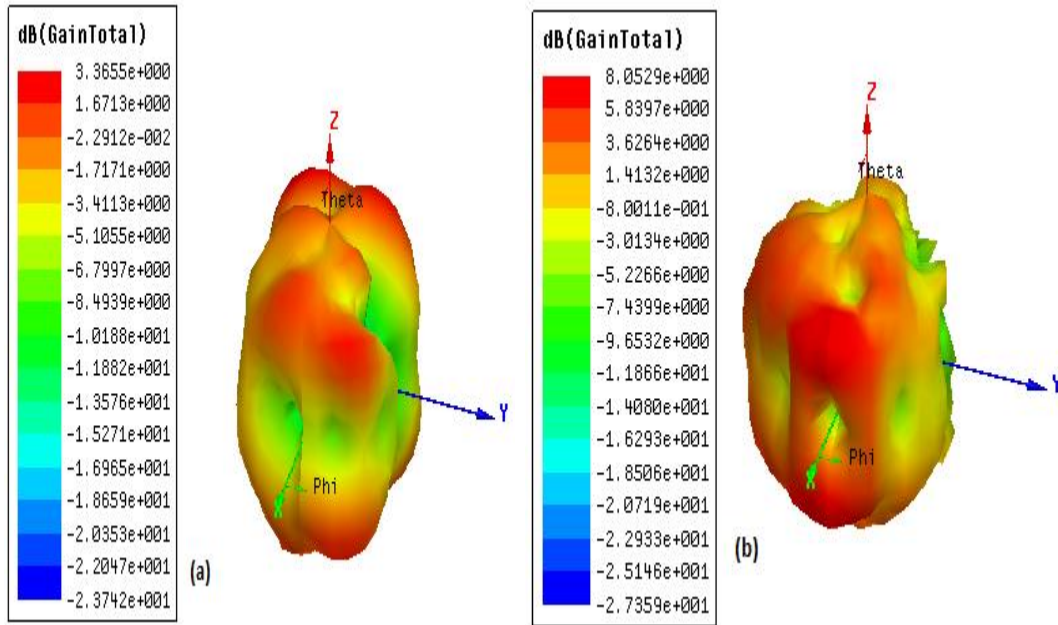 dB(GainTotal)
3.3655e+000
1.6713e+000
-2.2912e-002
-1.7171e+000
-3.4113e+000
-5.1055e+000
-6.7997e+000
-8.4939e+000
-1.0188e+001
-1.1882e+001
-1.3576e+001
-1.5271e+001
-1.6965e+001
-1.8659e+001
-2.0353e+001
-2.2047e+001
-2.3742e+001
Z
Theta
Y
Phi
X
(a)
dB(GainTotal)
8.0529e+000
5.8397e+000
3.6264e+000
1.4132e+000
-8.0011e-001
-3.0134e+000
-5.2266e+000
-7.4399e+000
-9.6532e+000
-1.1866e+001
-1.4080e+001
-1.6293e+001
-1.8506e+001
-2.0719e+001
-2.2933e+001
-2.5146e+001
-2.7359e+001
Z
Theta
Y
Phi
X
(b)